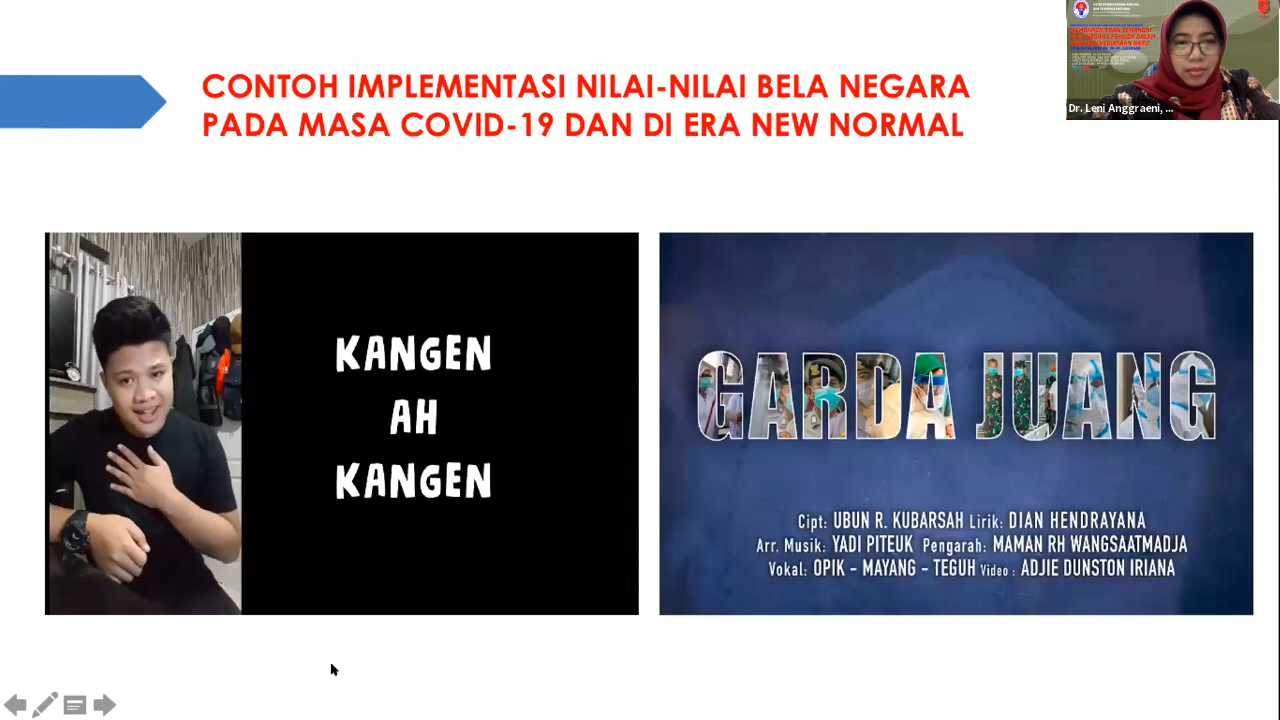 CONTOH IMPLEMENTASI NILAI-NILAI BELA NEGARA
PADA MASA COVID-19 DAN DI ERA NEW NORMAL
Dr. Leni Anggraeni, ...
KANGEN
AH
KANGEN
GARDA JUANG
Cipt: UBUN R. KUBARSAH Lirik: DIAN HENDRAYANA
Arr. Musik: YADI PITEUK Pengarah: MAMAN RH WANGSAATMADJA
Vokal: OPIK - MAYANG - TEGUH Video : ADJIE DUNSTON IRIANA